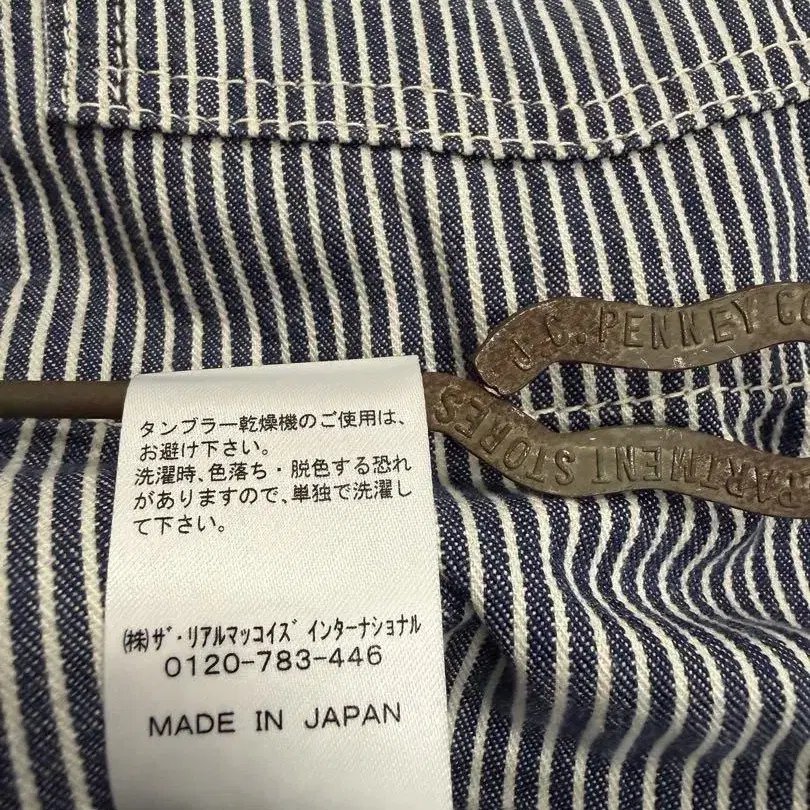 J.C. PENNEY C
STORES
PARTMENT
タンブラー乾燥機のご使用は、
お避け下さい。
洗濯時、色落ち・脱色する恐れ
がありますので、単独で洗濯し
て下さい。
㈱ｻﾞ･ﾘｱﾙﾏｯｺｲｽﾞ ｲﾝﾀｰﾅｼｮﾅﾙ
0120-783-446
MADE IN JAPAN